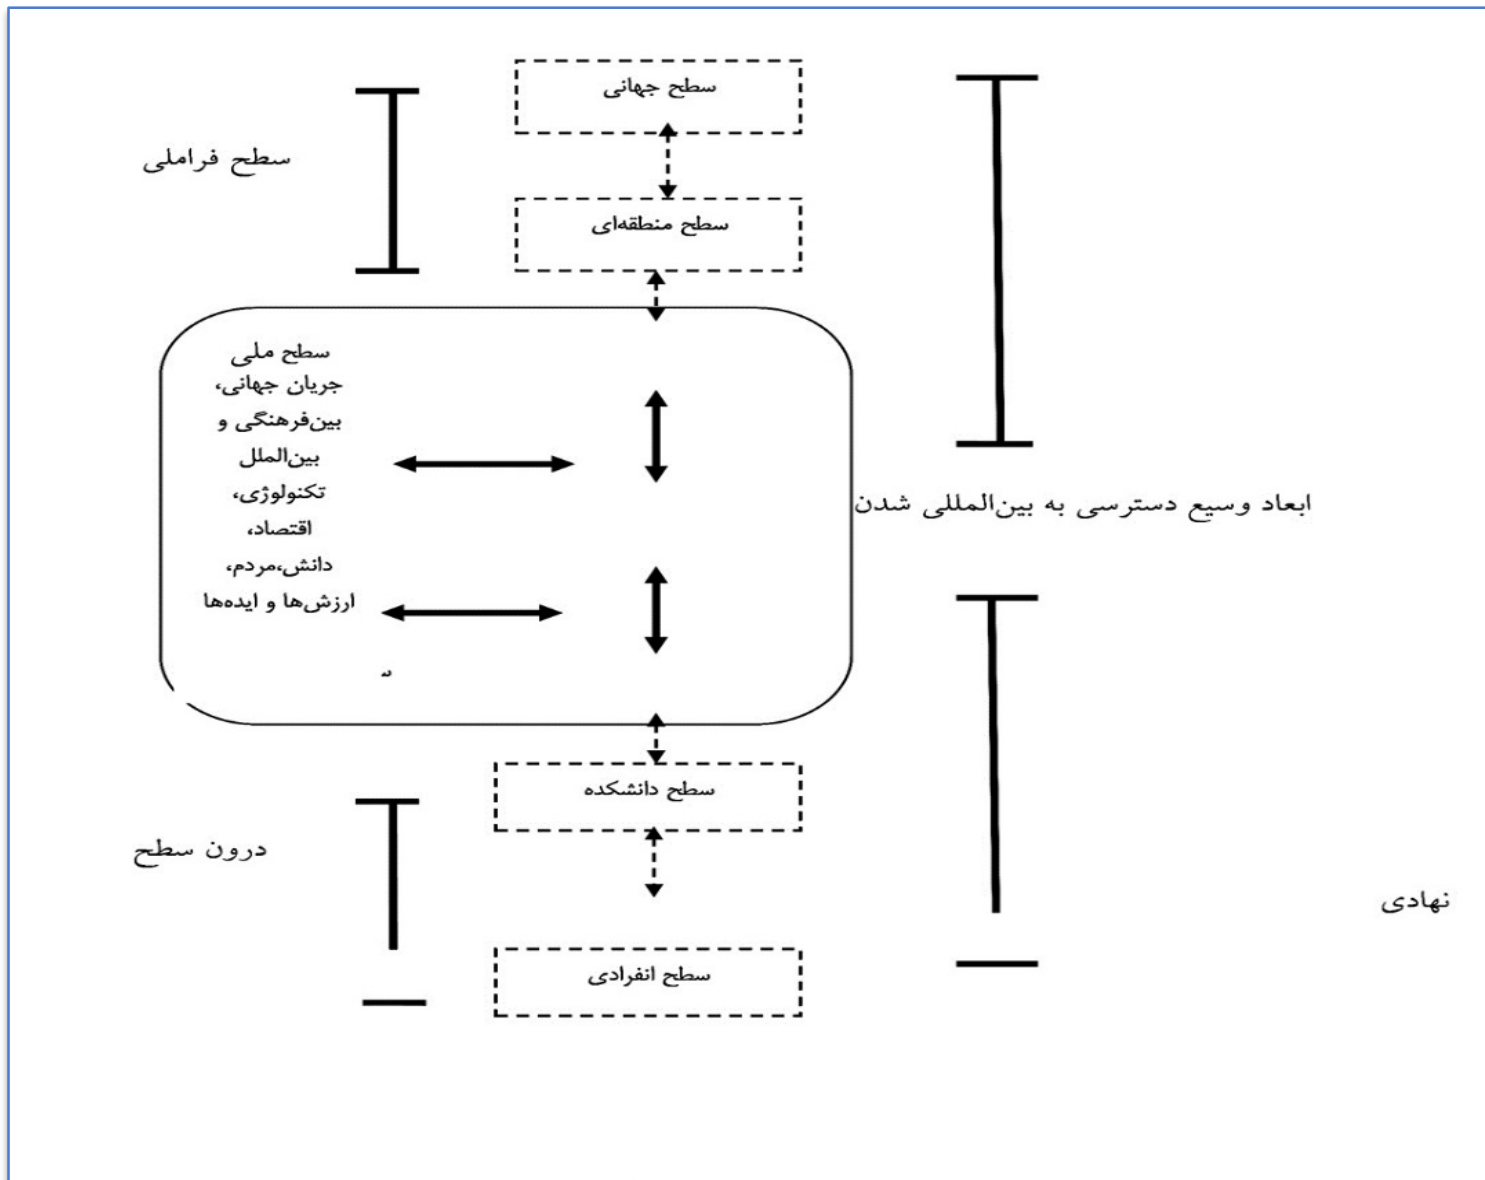 سطح جهانی
سطح فراملی
سطح منطقه‌ای
سطح ملی
جریان جهانی،
بین‌فرهنگی و
بین‌الملل
تکنولوژی،
اقتصاد،
دانش،مردم،
ارزش‌ها و ایده‌ها
ابعاد وسیع دسترسی به بین‌المللی شدن
سطح دانشکده
درون سطح
نهادی
سطح انفرادی